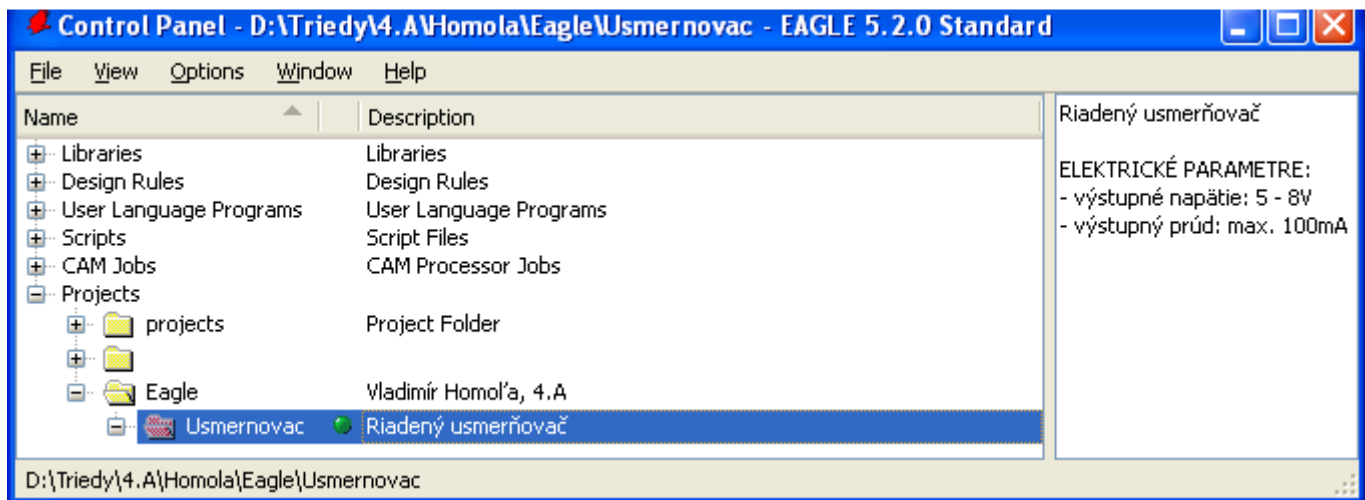 Control Panel - D:\Triedy\4.A\Homola\Eagle\Usmernovac - EAGLE 5.2.0 Standard
File View Options Window Help
Name Description
Libraries Libraries
Design Rules Design Rules
User Language Programs User Language Programs
Scripts Script Files
CAM Jobs CAM Processor Jobs
Projects
projects Project Folder
Eagle Vladimír Homoľa, 4.A
Usmernovac Riadený usmerňovač
Riadený usmerňovač
ELEKTRICKÉ PARAMETRE:
- výstupné napätie: 5 - 8V
- výstupný prúd: max. 100mA
D:\Triedy\4.A\Homola\Eagle\Usmernovac